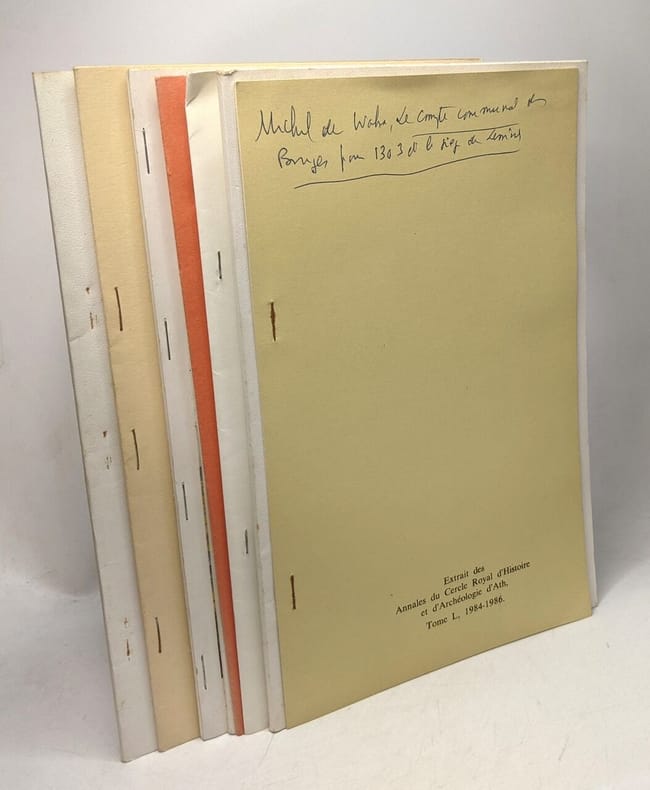 Michel de Waha, Le compte communal de
Bruges pour 1303 et le siège de Lessines
Extrait des
Annales du Cercle Royal d'Histoire
et d'Archéologie d'Ath,
Tome L, 1984-1986.